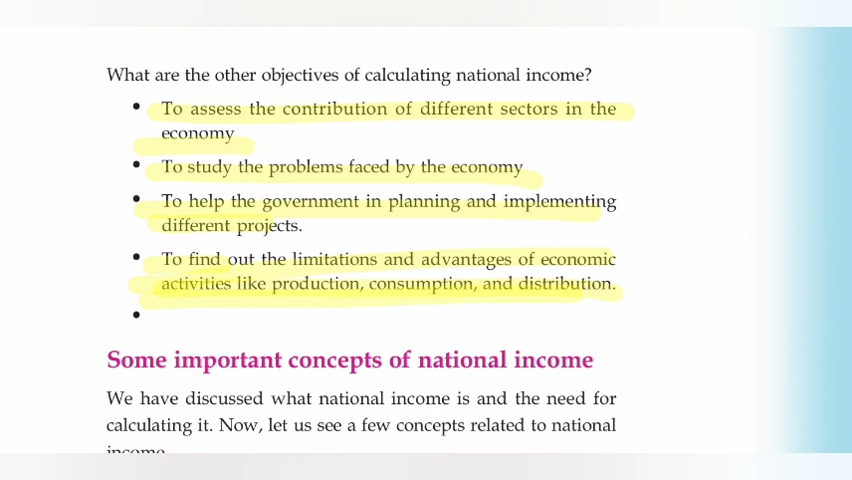 What are the other objectives of calculating national income?
• To assess the contribution of different sectors in the
economy
• To study the problems faced by the economy
• To help the government in planning and implementing
different projects.
• To find out the limitations and advantages of economic
activities like production, consumption, and distribution.
•
Some important concepts of national income
We have discussed what national income is and the need for
calculating it. Now, let us see a few concepts related to national
income.